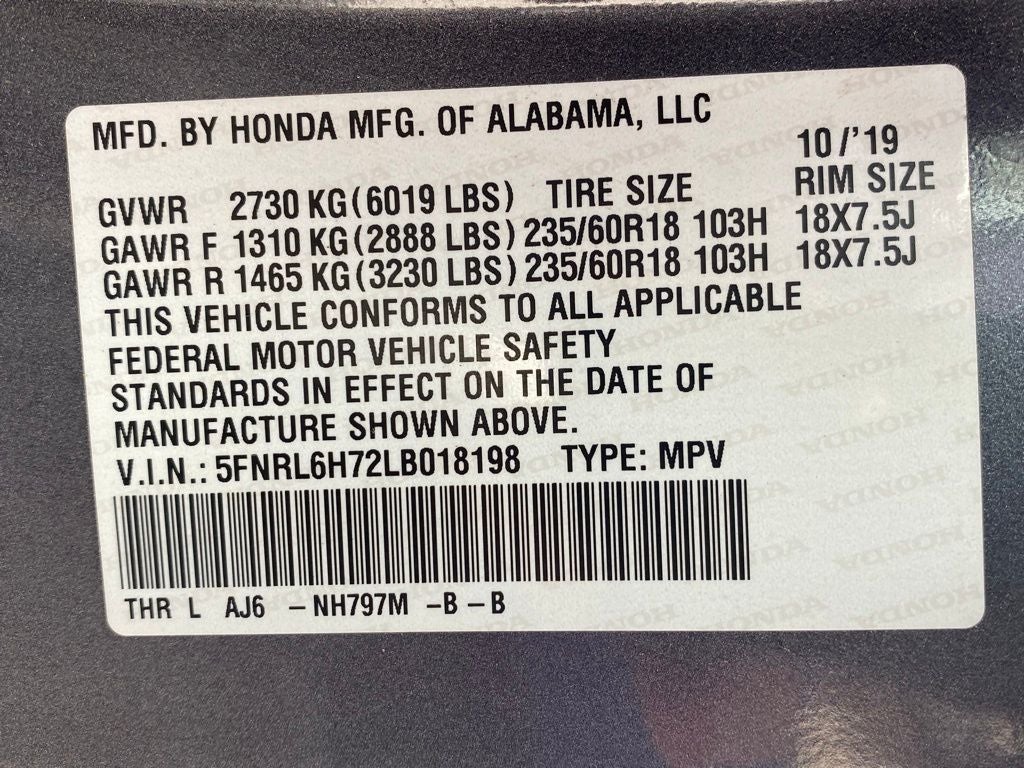 MFD. BY HONDA MFG. OF ALABAMA, LLC
10/'19
GVWR 2730 KG(6019 LBS) TIRE SIZE RIM SIZE
GAWR F 1310 KG(2888 LBS) 235/60R18 103H 18X7.5J
GAWR R 1465 KG(3230 LBS) 235/60R18 103H 18X7.5J
THIS VEHICLE CONFORMS TO ALL APPLICABLE
FEDERAL MOTOR VEHICLE SAFETY
STANDARDS IN EFFECT ON THE DATE OF
MANUFACTURE SHOWN ABOVE.
V.I.N.: 5FNRL6H72LB018198 TYPE: MPV
THR L AJ6 –NH797M –B –B